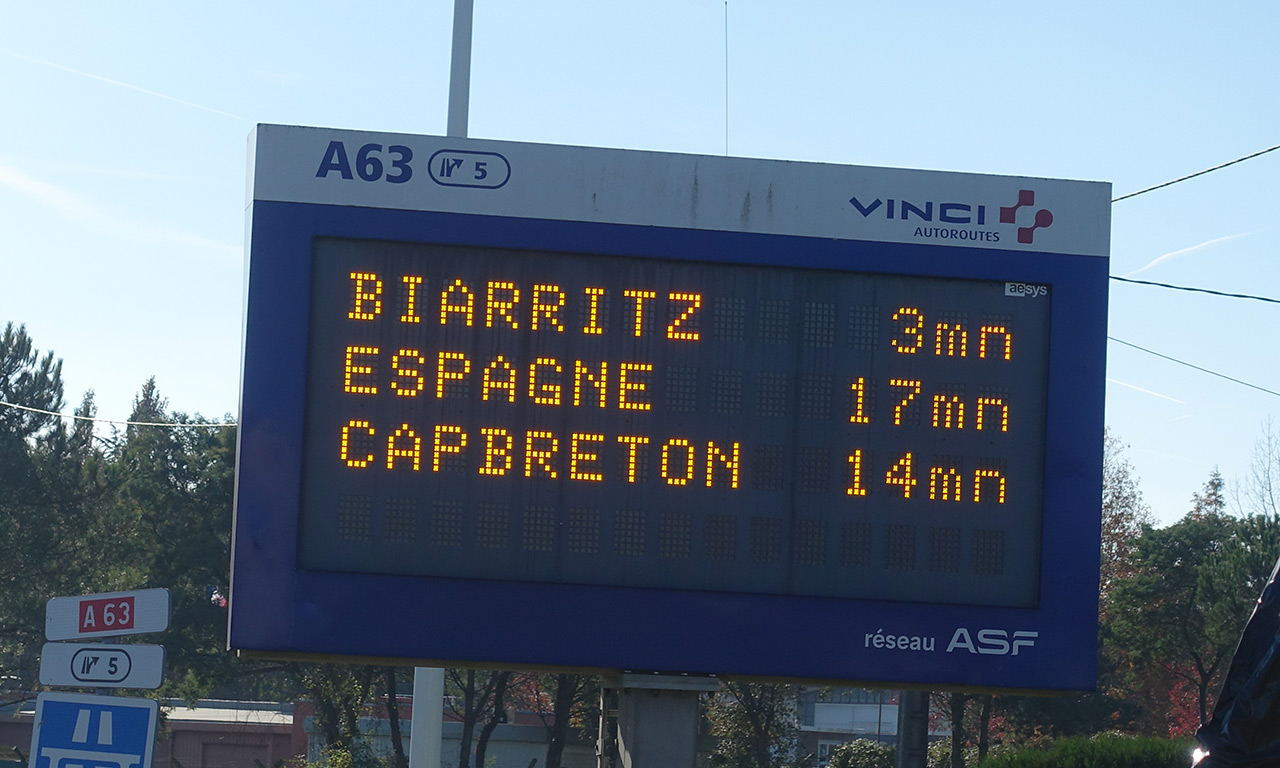 A63 5
VINCI
AUTOROUTES
aesys
BIARRITZ 3mn
ESPAGNE 17mn
CAPBRETON 14mn
réseau ASF
A 63
5